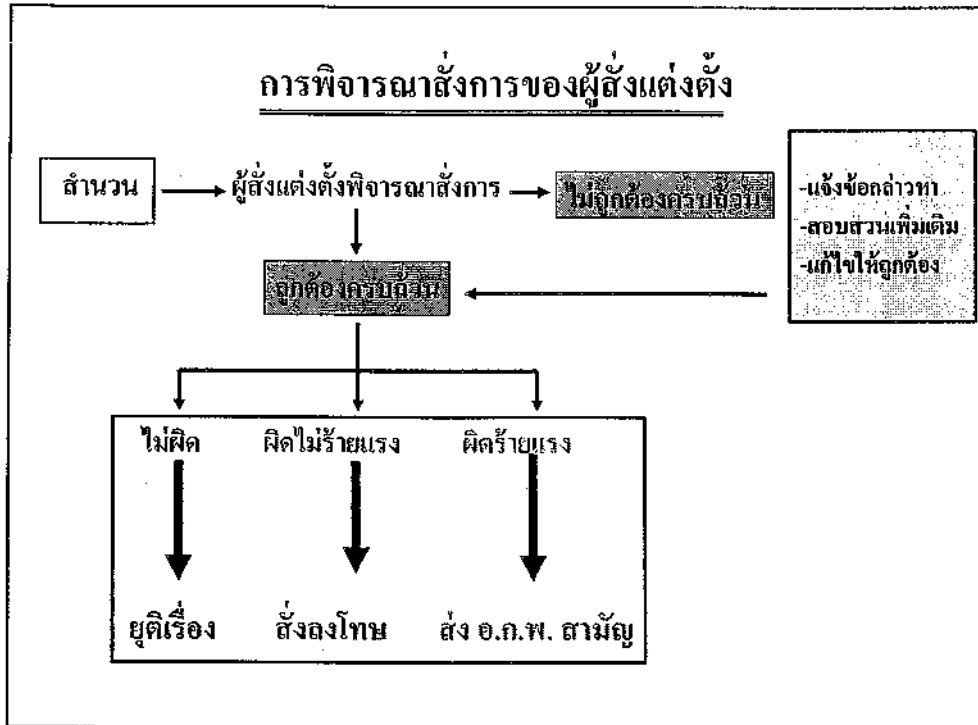 การพิจารณาสั่งการของผู้สั่งแต่งตั้ง
สำนวน
ผู้สั่งแต่งตั้งพิจารณาสั่งการ
ไม่ถูกต้องครบถ้วน
-แจ้งข้อกล่าวหา
-สอบสวนเพิ่มเติม
-แก้ไขให้ถูกต้อง
ถูกต้องครบถ้วน
ไม่ผิด ผิดไม่ร้ายแรง ผิดร้ายแรง
ยุติเรื่อง สั่งลงโทษ ส่ง อ.ก.พ. สามัญ